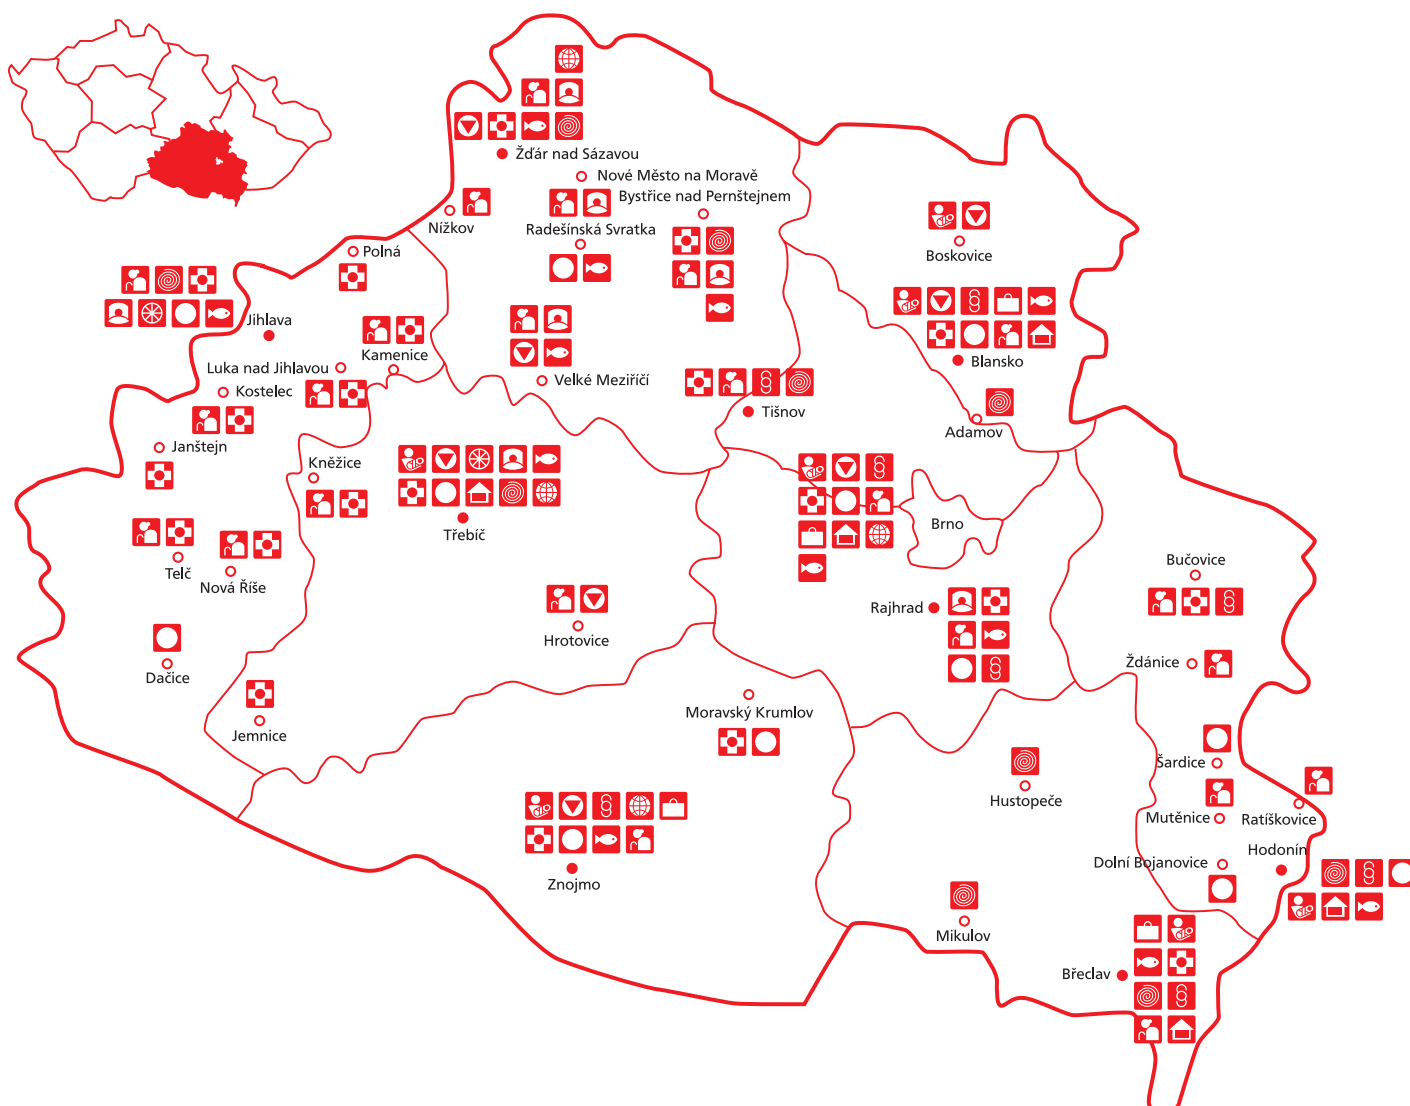 Žďár nad Sázavou
Nové Město na Moravě
Bystřice nad Pernštejnem
Nížkov
Radešínská Svratka
Boskovice
Polná
Jihlava
Kamenice
Luka nad Jihlavou
Blansko
Velké Meziříčí
Kostelec
Tišnov
Adamov
Janštejn
Kněžice
Třebíč
Brno
Bučovice
Telč
Nová Říše
Rajhrad
Hrotovice
Ždánice
Dačice
Moravský Krumlov
Jemnice
Šardice
Hustopeče
Mutěnice
Ratíškovice
Hodonín
Dolní Bojanovice
Znojmo
Mikulov
Břeclav